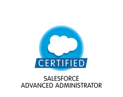 CERTIFIED
SALESFORCE
ADVANCED ADMINISTRATOR